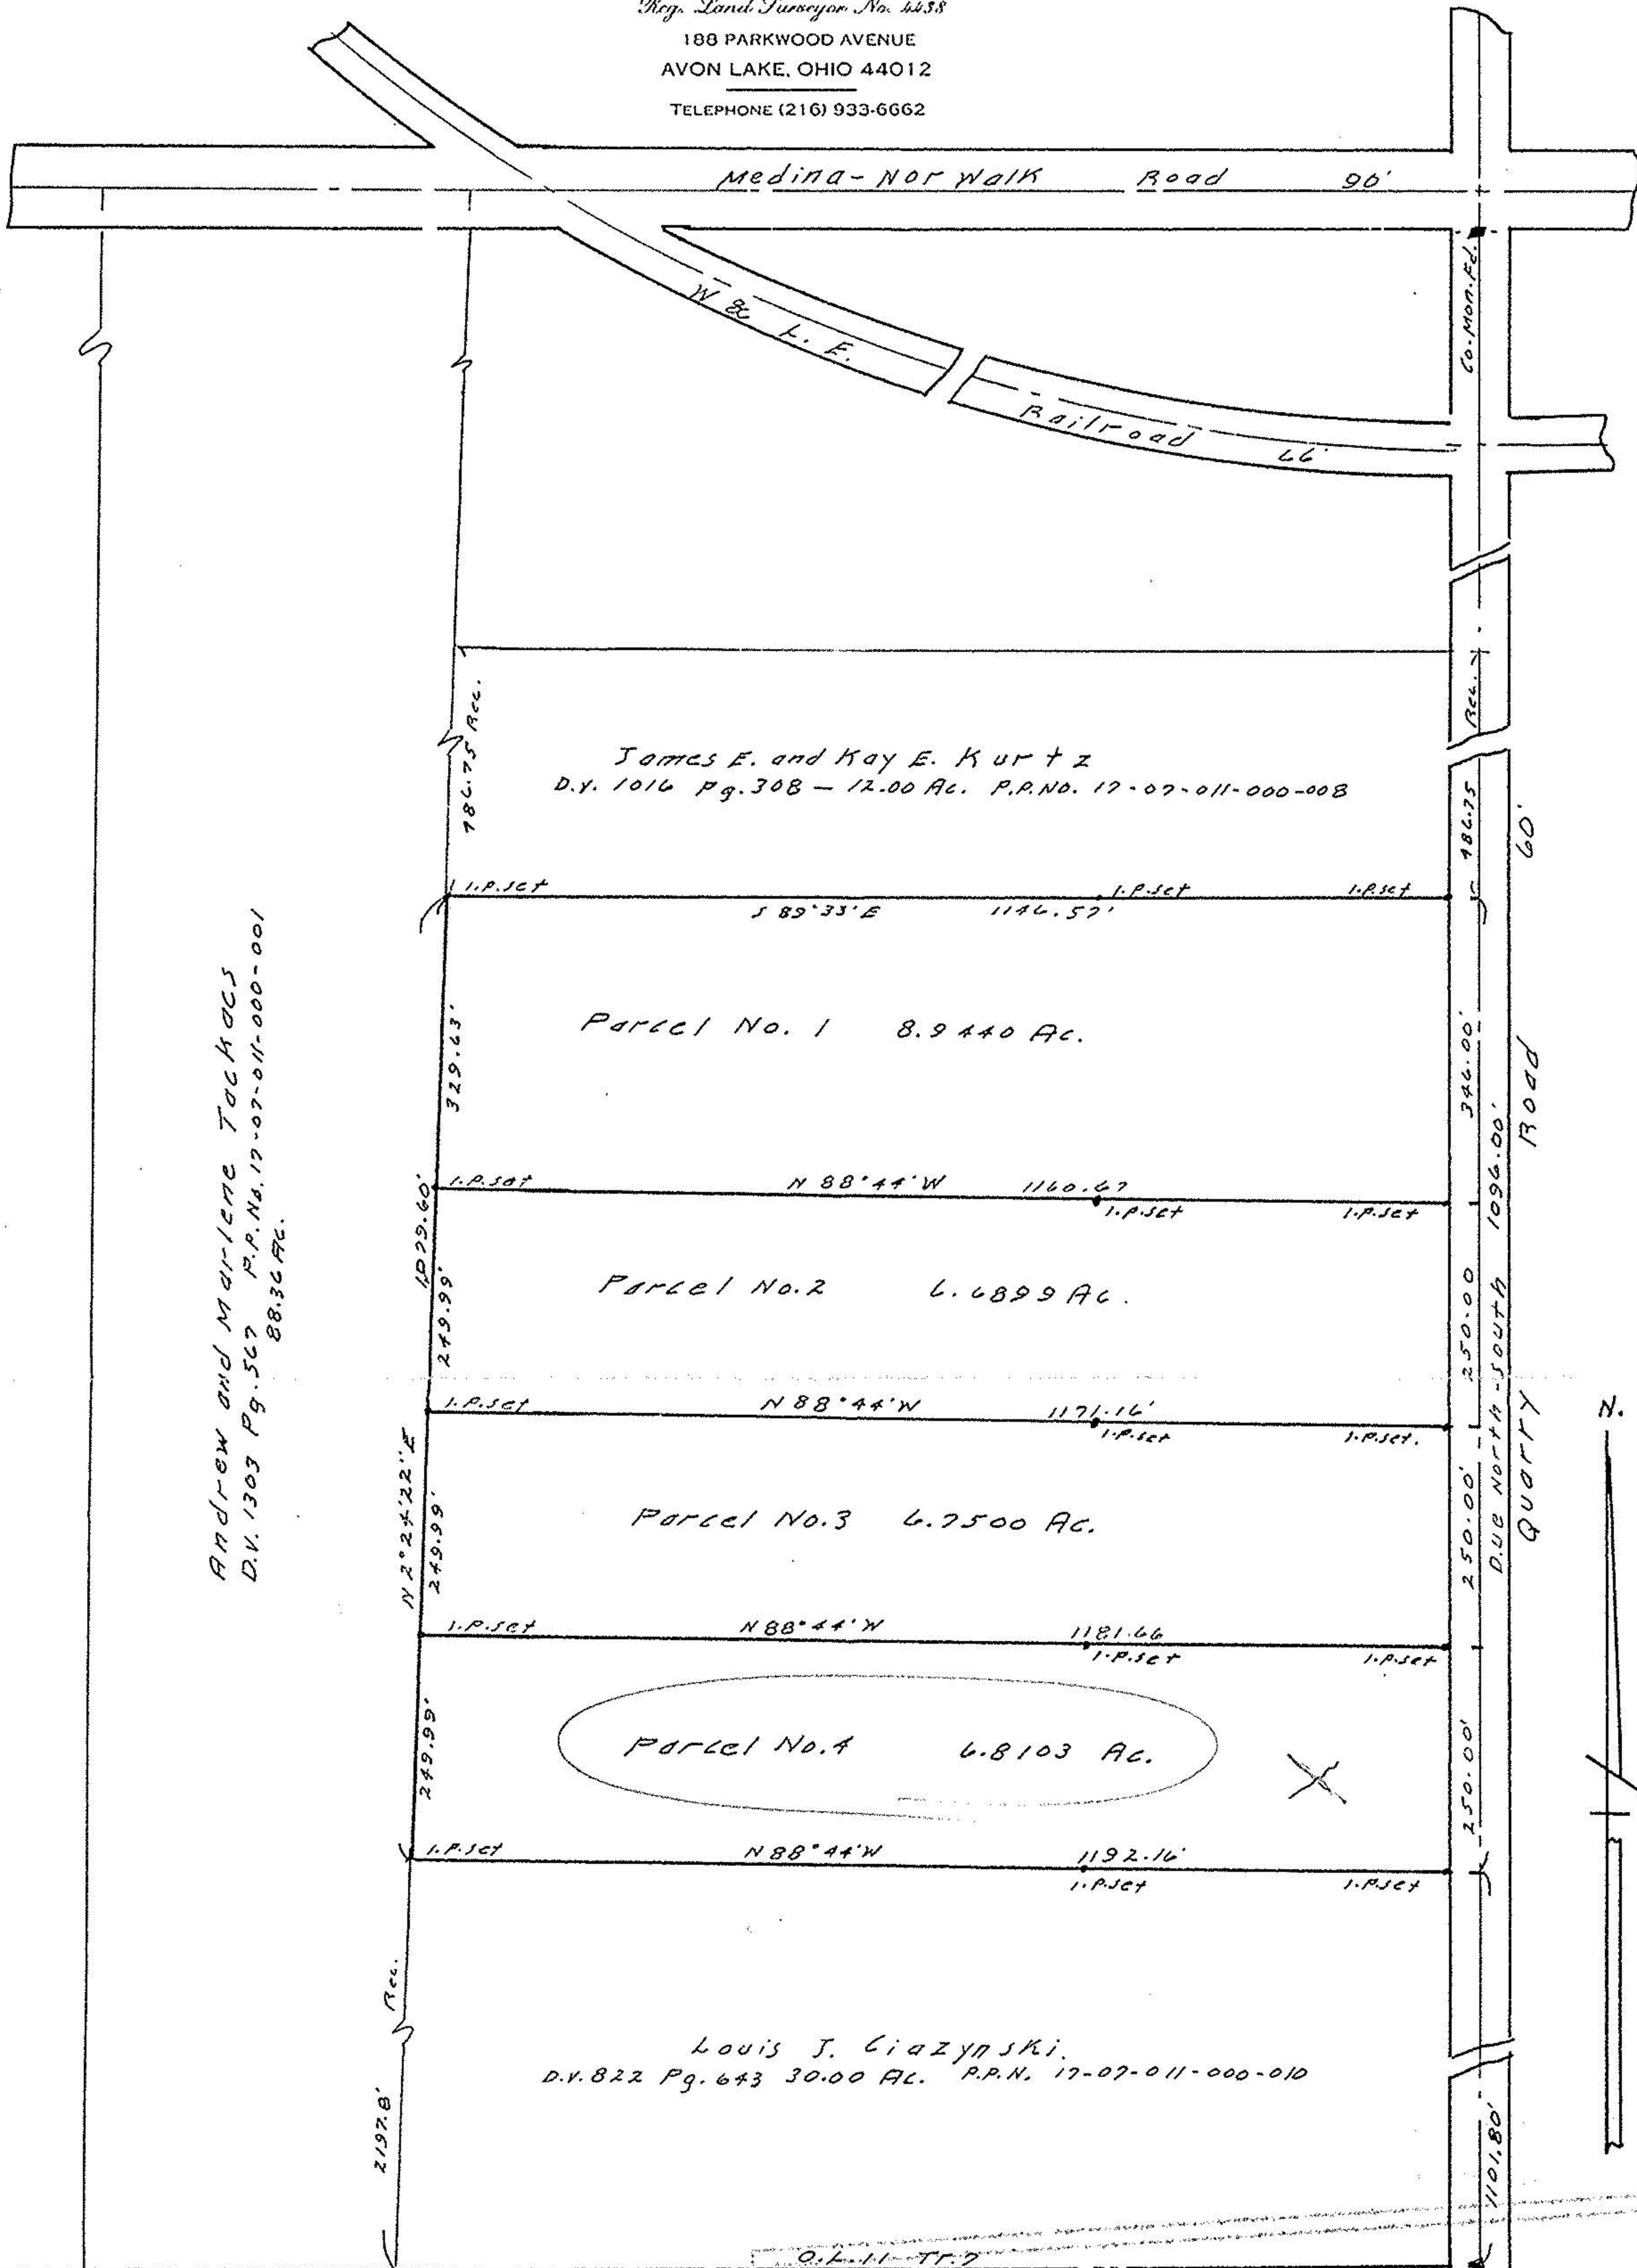 Reg. Land Surveyor No. 4438
188 PARKWOOD AVENUE
AVON LAKE, OHIO 44012
TELEPHONE (216) 933-6662
Medina-Norwalk Road 90'
Co. Mon. Fd.
W & L. E.
Railroad 66'
Rec.
186.75 Rec.
James E. and Kay E. Kurtz
D.V. 1016 Pg. 308 — 12.00 Ac. P.P. NO. 17-07-011-000-008
60'
I.P. set
I.P. set
I.P. set
S 89°33' E 1146.57'
Andrew and Marlene Tackacs
D.V. 1303 Pg. 567 P.P. No. 17-07-011-000-001
88.36 Ac.
329.63'
Parcel No. 1 8.9440 Ac.
346.00'
1096.00'
Road
I.P. set
N 88°44' W 1160.67
I.P. set
I.P. set
1,079.60'
249.99'
Parcel No. 2 6.6899 Ac.
250.00
Due North-South
Quarry
N.
I.P. set
N 88°44' W 1171.16'
I.P. set
I.P. set.
N 2°24'22" E
249.99'
Parcel No. 3 6.7500 Ac.
250.00'
I.P. set
N 88°44' W 1181.66
I.P. set
I.P. set
249.99'
Parcel No. 4 6.8103 Ac.
250.00'
I.P. set
N 88°44' W 1192.16'
I.P. set
I.P. set
Rec.
Louis J. Ciazynski.
D.V. 822 Pg. 643 30.00 Ac. P.P.N. 17-07-011-000-010
2197.8'
1101.80'
O.L. 11 Tr. 7